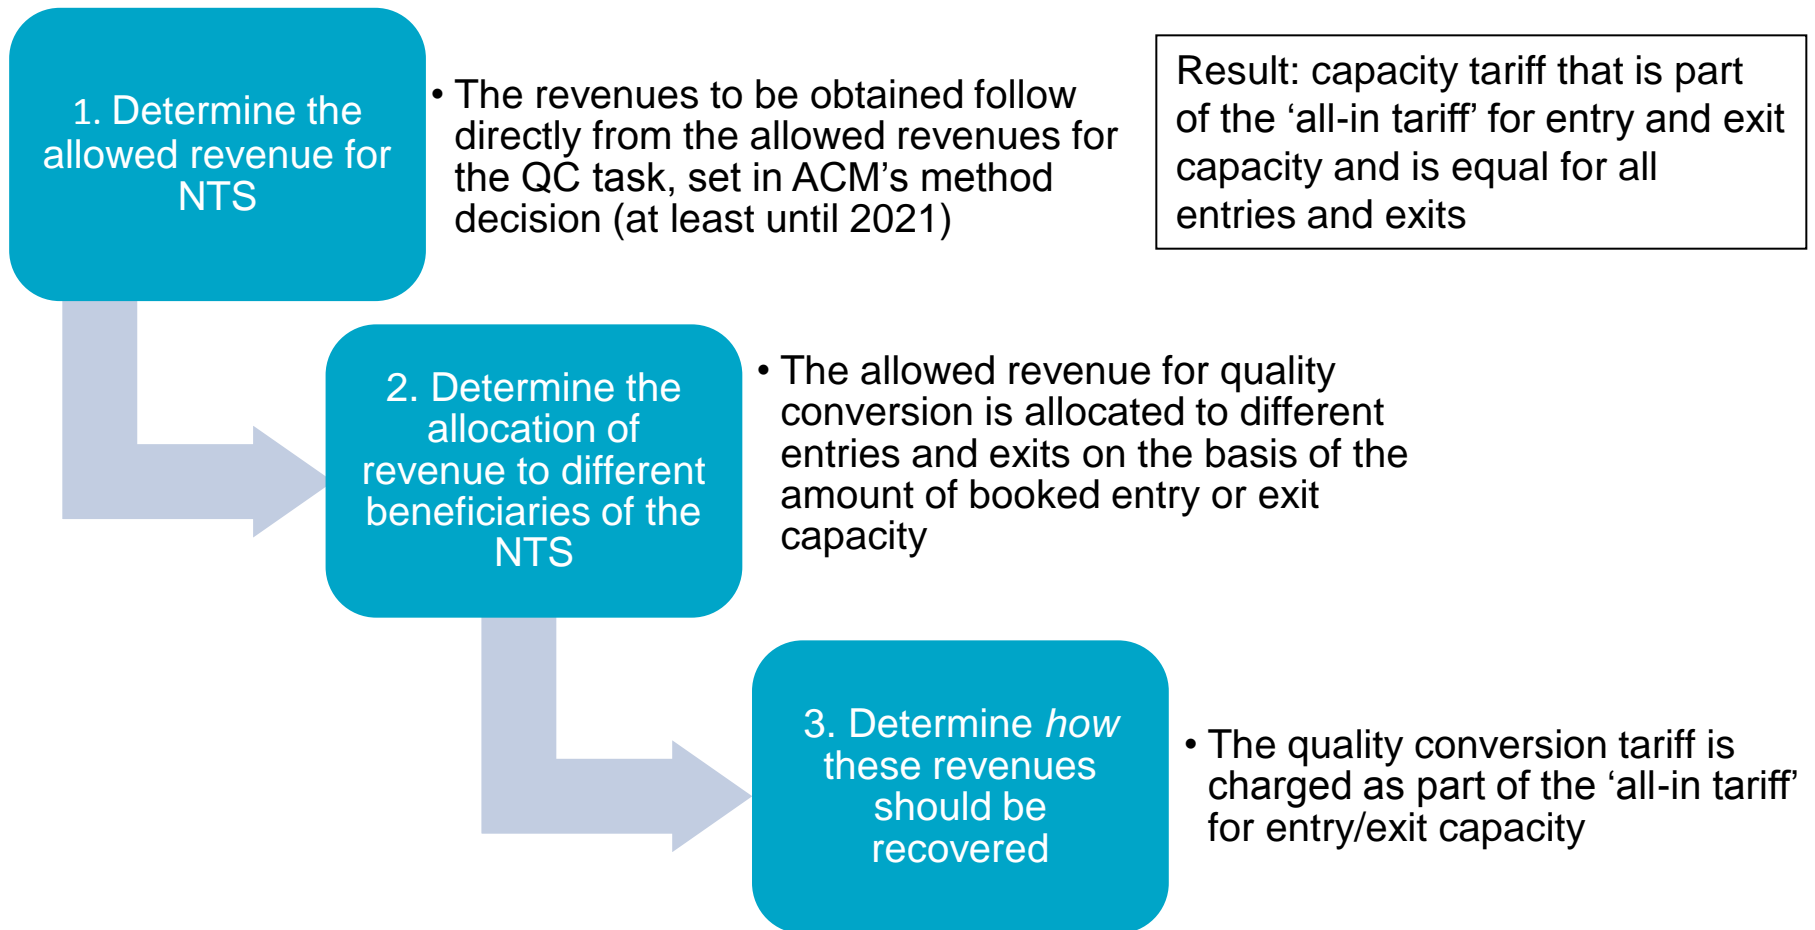 1. Determine the
allowed revenue for
NTS
• The revenues to be obtained follow
directly from the allowed revenues for
the QC task, set in ACM's method
decision (at least until 2021)
Result: capacity tariff that is part
of the ‘all-in tariff’ for entry and exit
capacity and is equal for all
entries and exits
2. Determine the
allocation of
revenue to different
beneficiaries of the
NTS
• The allowed revenue for quality
conversion is allocated to different
entries and exits on the basis of the
amount of booked entry or exit
capacity
3. Determine how
these revenues
should be
recovered
• The quality conversion tariff is
charged as part of the ‘all-in tariff’
for entry/exit capacity